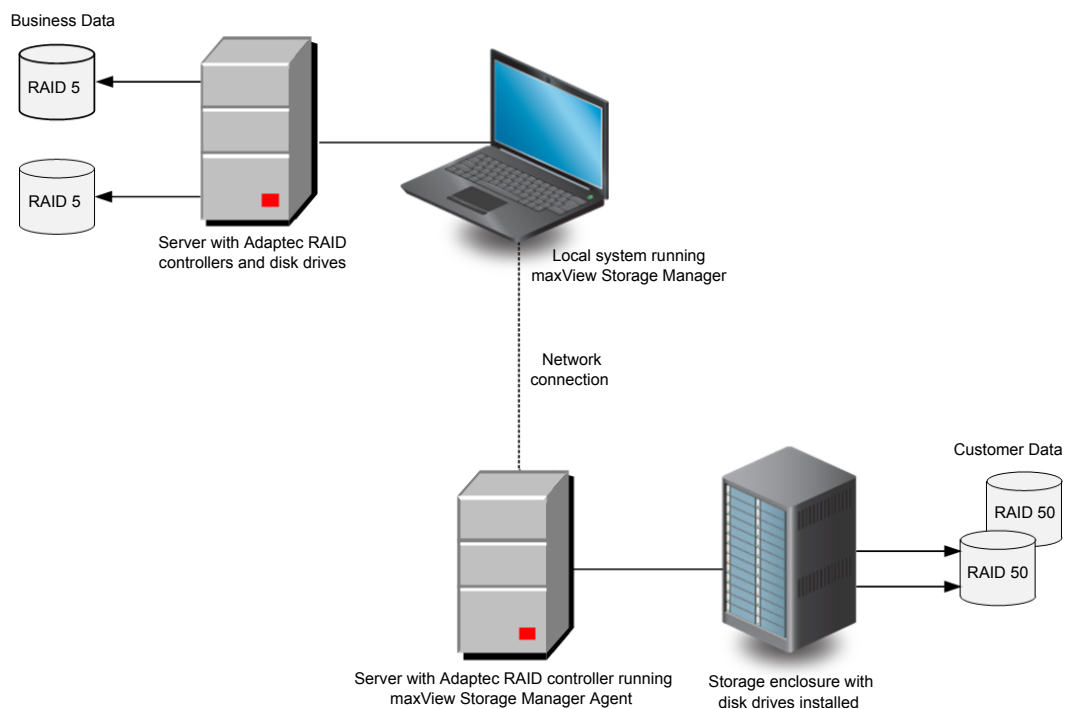 Business Data
RAID 5
RAID 5
Server with Adaptec RAID
controllers and disk drives
Local system running
maxView Storage Manager
Network
connection
Customer Data
RAID 50
RAID 50
Server with Adaptec RAID controller running
maxView Storage Manager Agent
Storage enclosure with
disk drives installed